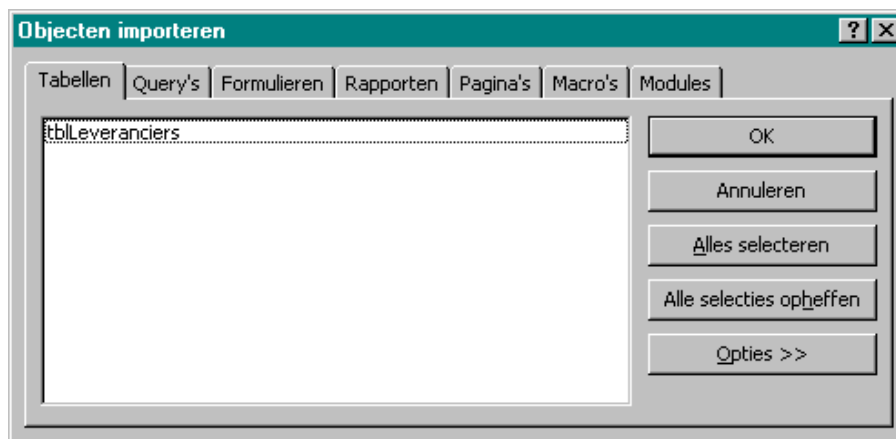 Objecten importeren
Tabellen Query's Formulieren Rapporten Pagina's Macro's Modules
tblLeveranciers
OK
Annuleren
Alles selecteren
Alle selecties opheffen
Opties >>